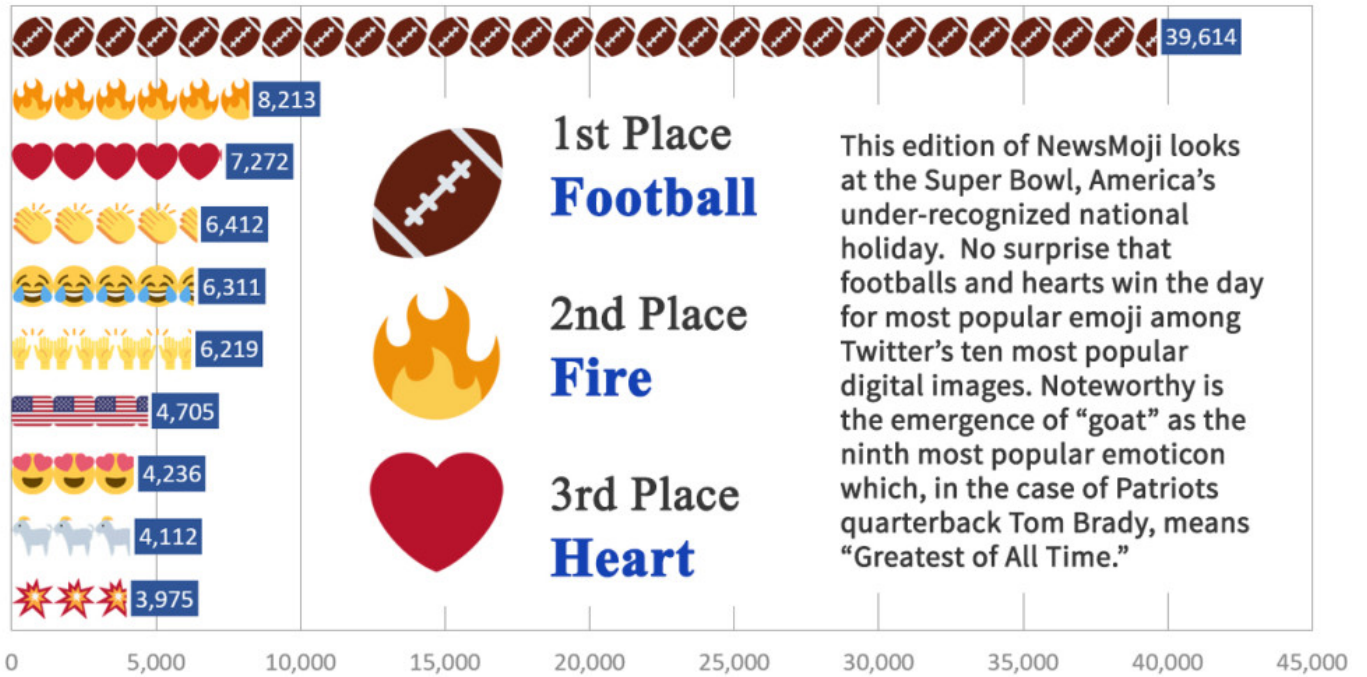 39,614
8,213
7,272
6,412
6,311
6,219
4,705
4,236
4,112
3,975
1st Place
Football
2nd Place
Fire
3rd Place
Heart
This edition of NewsMoji looks
at the Super Bowl, America’s
under-recognized national
holiday.  No surprise that
footballs and hearts win the day
for most popular emoji among
Twitter’s ten most popular
digital images. Noteworthy is
the emergence of “goat” as the
ninth most popular emoticon
which, in the case of Patriots
quarterback Tom Brady, means
“Greatest of All Time.”
0 5,000 10,000 15,000 20,000 25,000 30,000 35,000 40,000 45,000